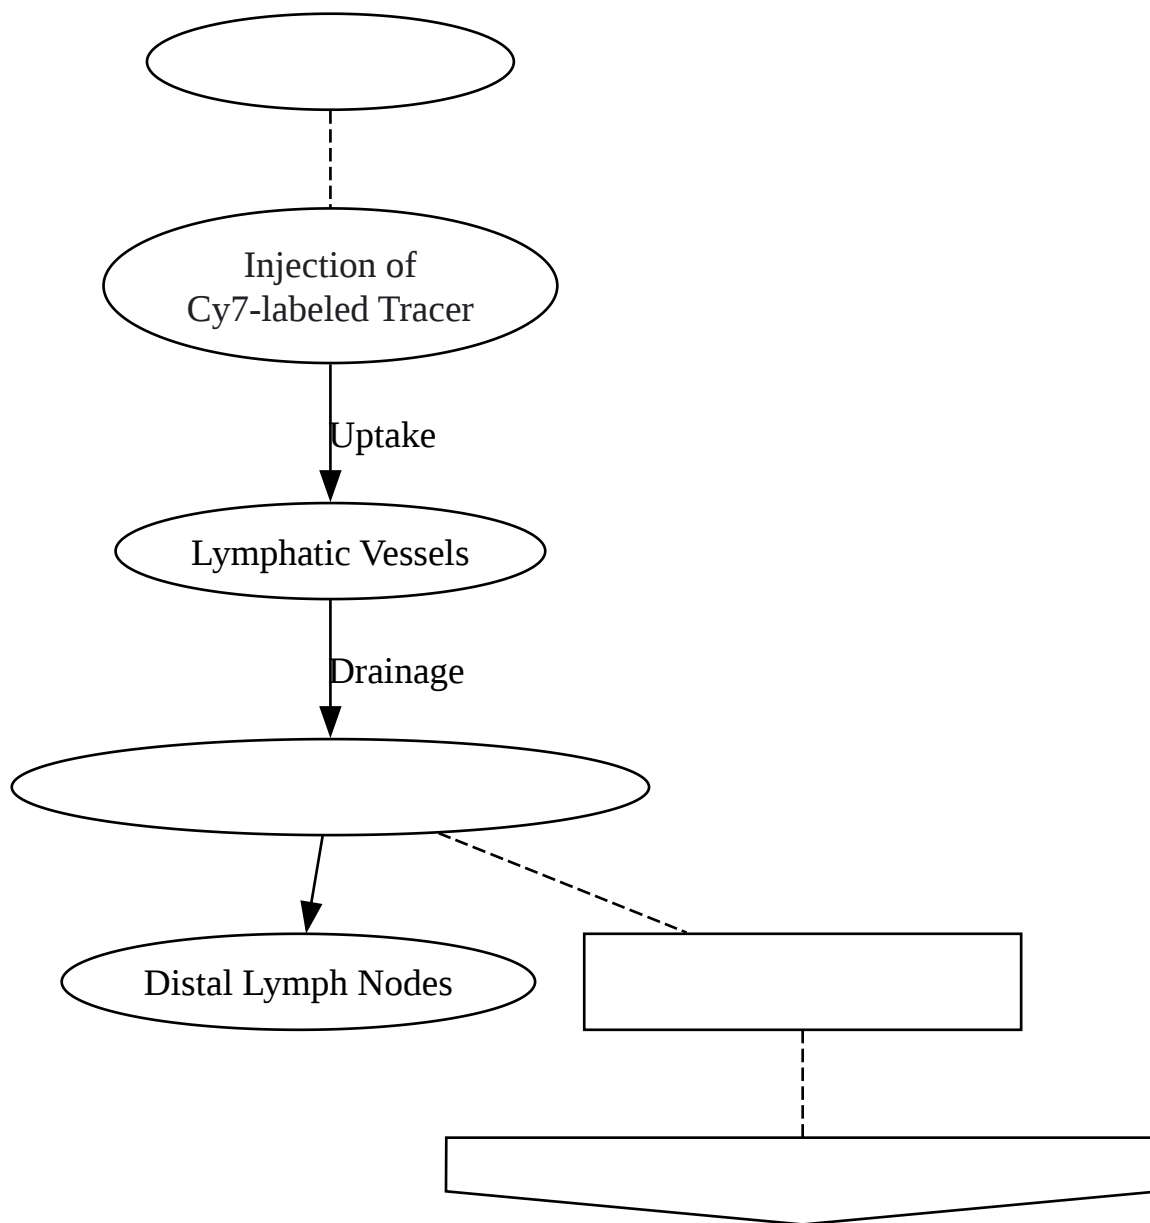 Injection of
Cy7-labeled Tracer
Uptake
Lymphatic Vessels
Drainage
Distal Lymph Nodes